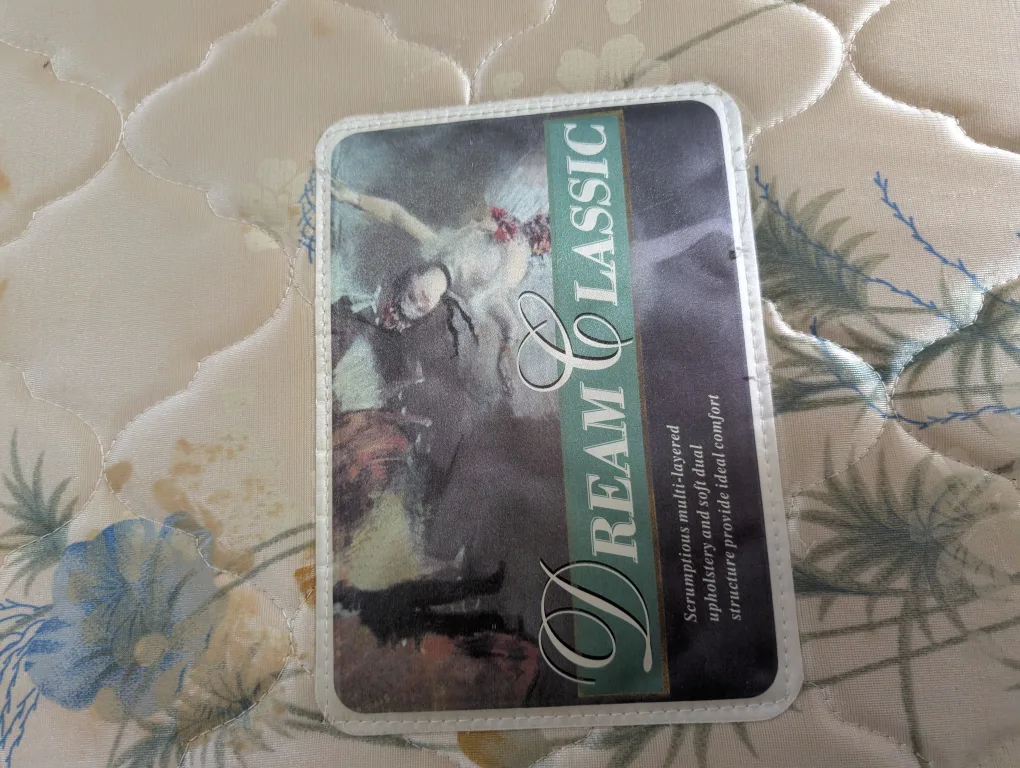 DREAM CLASSIC
Scrumptious multi-layered
upholstery and soft dual
structure provide ideal comfort